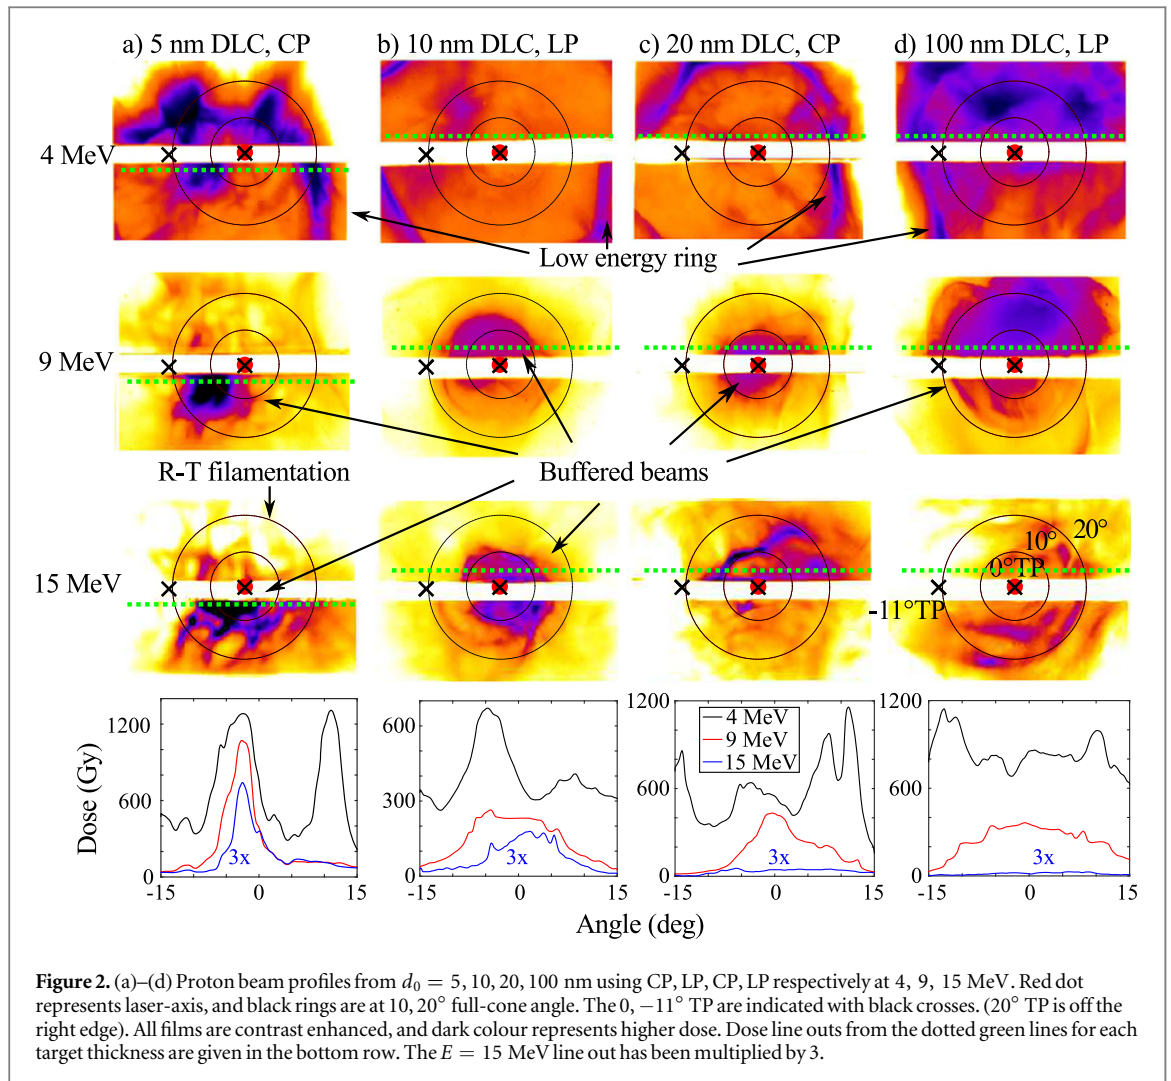 a) 5 nm DLC, CP
b) 10 nm DLC, LP
c) 20 nm DLC, CP
d) 100 nm DLC, LP
4 MeV
Low energy ring
9 MeV
R-T filamentation
Buffered beams
15 MeV
10°
20°
0°TP
-11°TP
Dose (Gy)
1200
600
0
3x
-15
0
15
600
300
0
3x
-15
0
15
1200
600
0
4 MeV
9 MeV
15 MeV
3x
-15
0
15
1200
600
0
3x
-15
0
15
Angle (deg)
Figure 2. (a)–(d) Proton beam profiles from d₀ = 5, 10, 20, 100 nm using CP, LP, CP, LP respectively at 4, 9, 15 MeV. Red dot
represents laser-axis, and black rings are at 10, 20° full-cone angle. The 0, −11° TP are indicated with black crosses. (20° TP is off the
right edge). All films are contrast enhanced, and dark colour represents higher dose. Dose line outs from the dotted green lines for each
target thickness are given in the bottom row. The E = 15 MeV line out has been multiplied by 3.